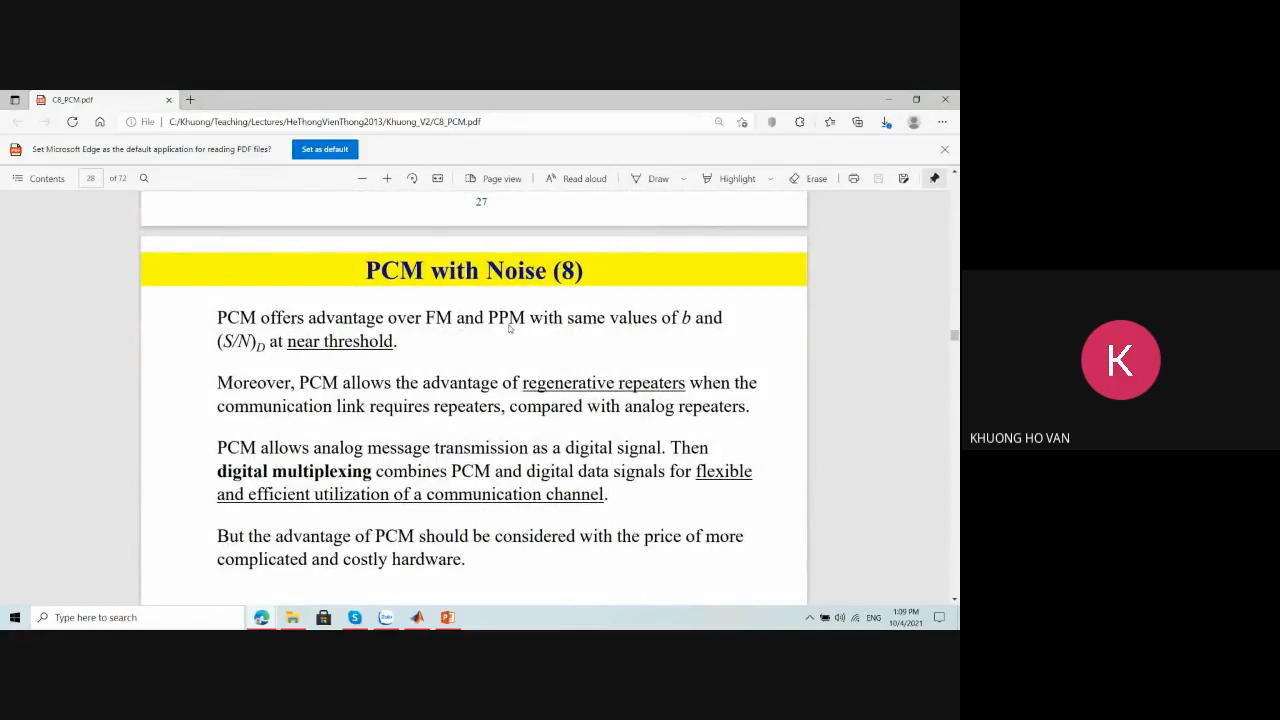 C8_PCM.pdf
File | C:/Khuong/Teaching/Lectures/HeThongVienThong2013/Khuong_V2/C8_PCM.pdf
Set Microsoft Edge as the default application for reading PDF files? Set as default
Contents 28 of 72 Page view Read aloud Draw Highlight Erase
27
PCM with Noise (8)
PCM offers advantage over FM and PPM with same values of b and
(S/N)D at near threshold.
Moreover, PCM allows the advantage of regenerative repeaters when the
communication link requires repeaters, compared with analog repeaters.
PCM allows analog message transmission as a digital signal. Then
digital multiplexing combines PCM and digital data signals for flexible
and efficient utilization of a communication channel.
But the advantage of PCM should be considered with the price of more
complicated and costly hardware.
K
KHUONG HO VAN
Type here to search
Zalo
ENG
1:09 PM
10/4/2021